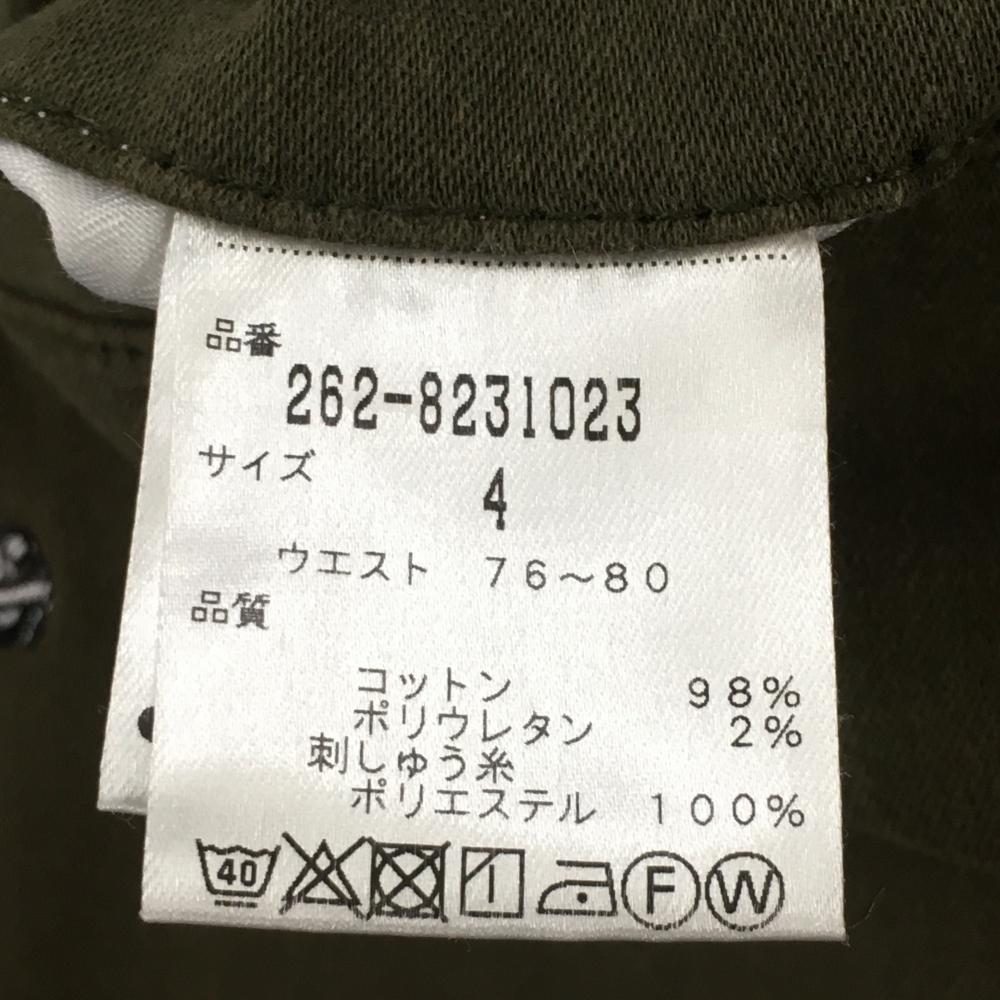 品番
262-8231023
サイズ
4
ウエスト 76～80
品質
コットン 98%
ポリウレタン 2%
刺しゅう糸
ポリエステル 100%
40 F W